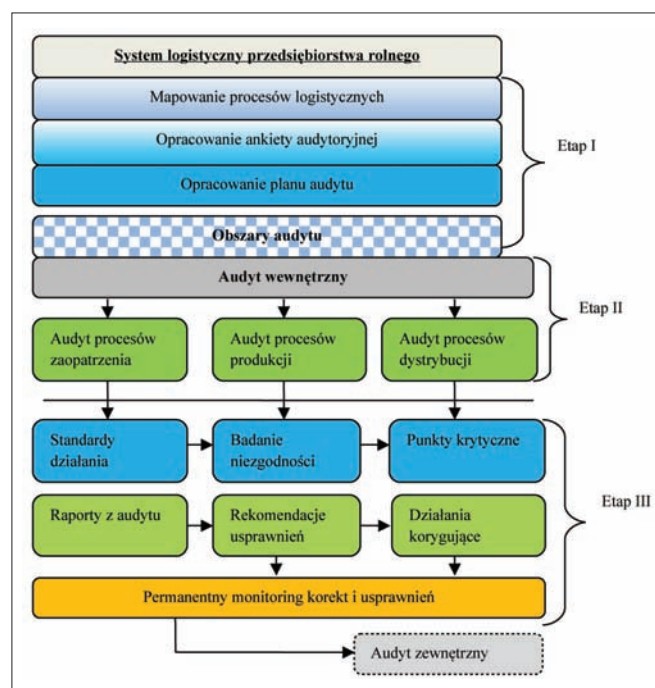 System logistyczny przedsiębiorstwa rolnego
Mapowanie procesów logistycznych
Opracowanie ankiety audytoryjnej
Opracowanie planu audytu
Etap I
Obszary audytu
Audyt wewnętrzny
Audyt procesów
zaopatrzenia
Audyt procesów
produkcji
Audyt procesów
dystrybucji
Etap II
Standardy
działania
Badanie
niezgodności
Punkty krytyczne
Raporty z audytu
Rekomendacje
usprawnień
Działania
korygujące
Etap III
Permanentny monitoring korekt i usprawnień
Audyt zewnętrzny